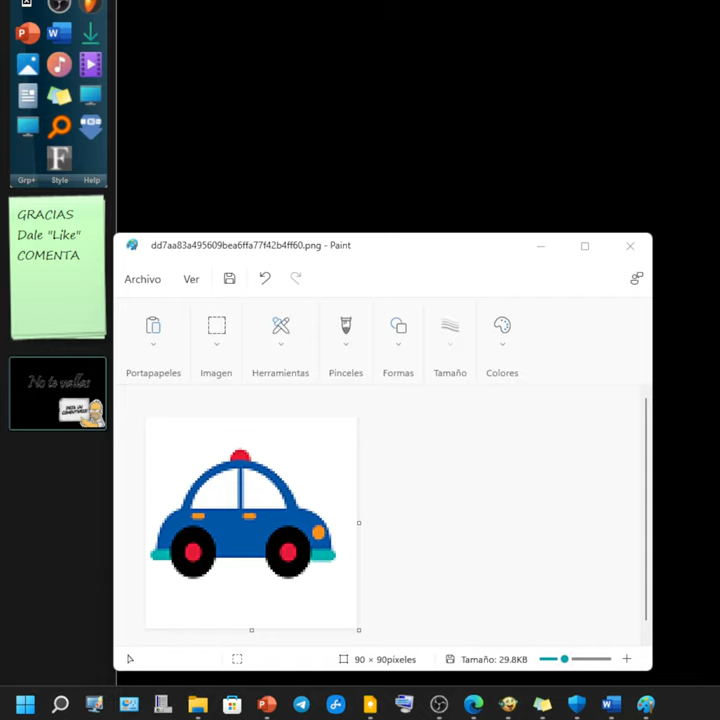 Grp+ Style Help
GRACIAS
Dale "Like"
COMENTA
No te vallas
dd7aa83a495609bea6ffa77f42b4ff60.png - Paint
Archivo Ver
Portapapeles Imagen Herramientas Pinceles Formas Tamaño Colores
90 × 90píxeles Tamaño: 29.8KB